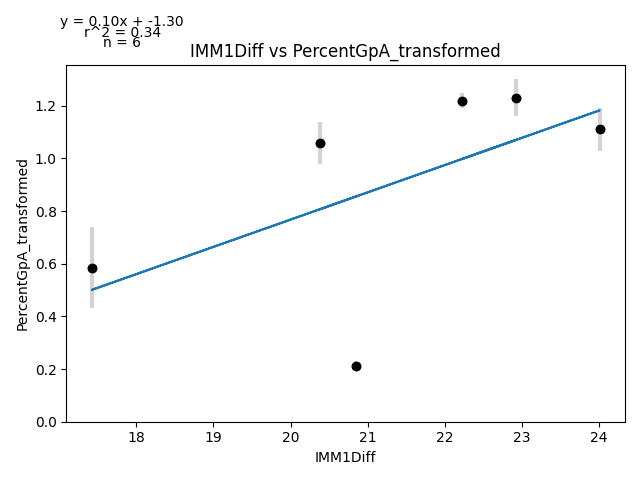 y = 0.10x + -1.30
r^2 = 0.34
n = 6
IMM1Diff vs PercentGpA_transformed
1.2
1.0
0.8
0.6
0.4
0.2
0.0
PercentGpA_transformed
18 19 20 21 22 23 24
IMM1Diff